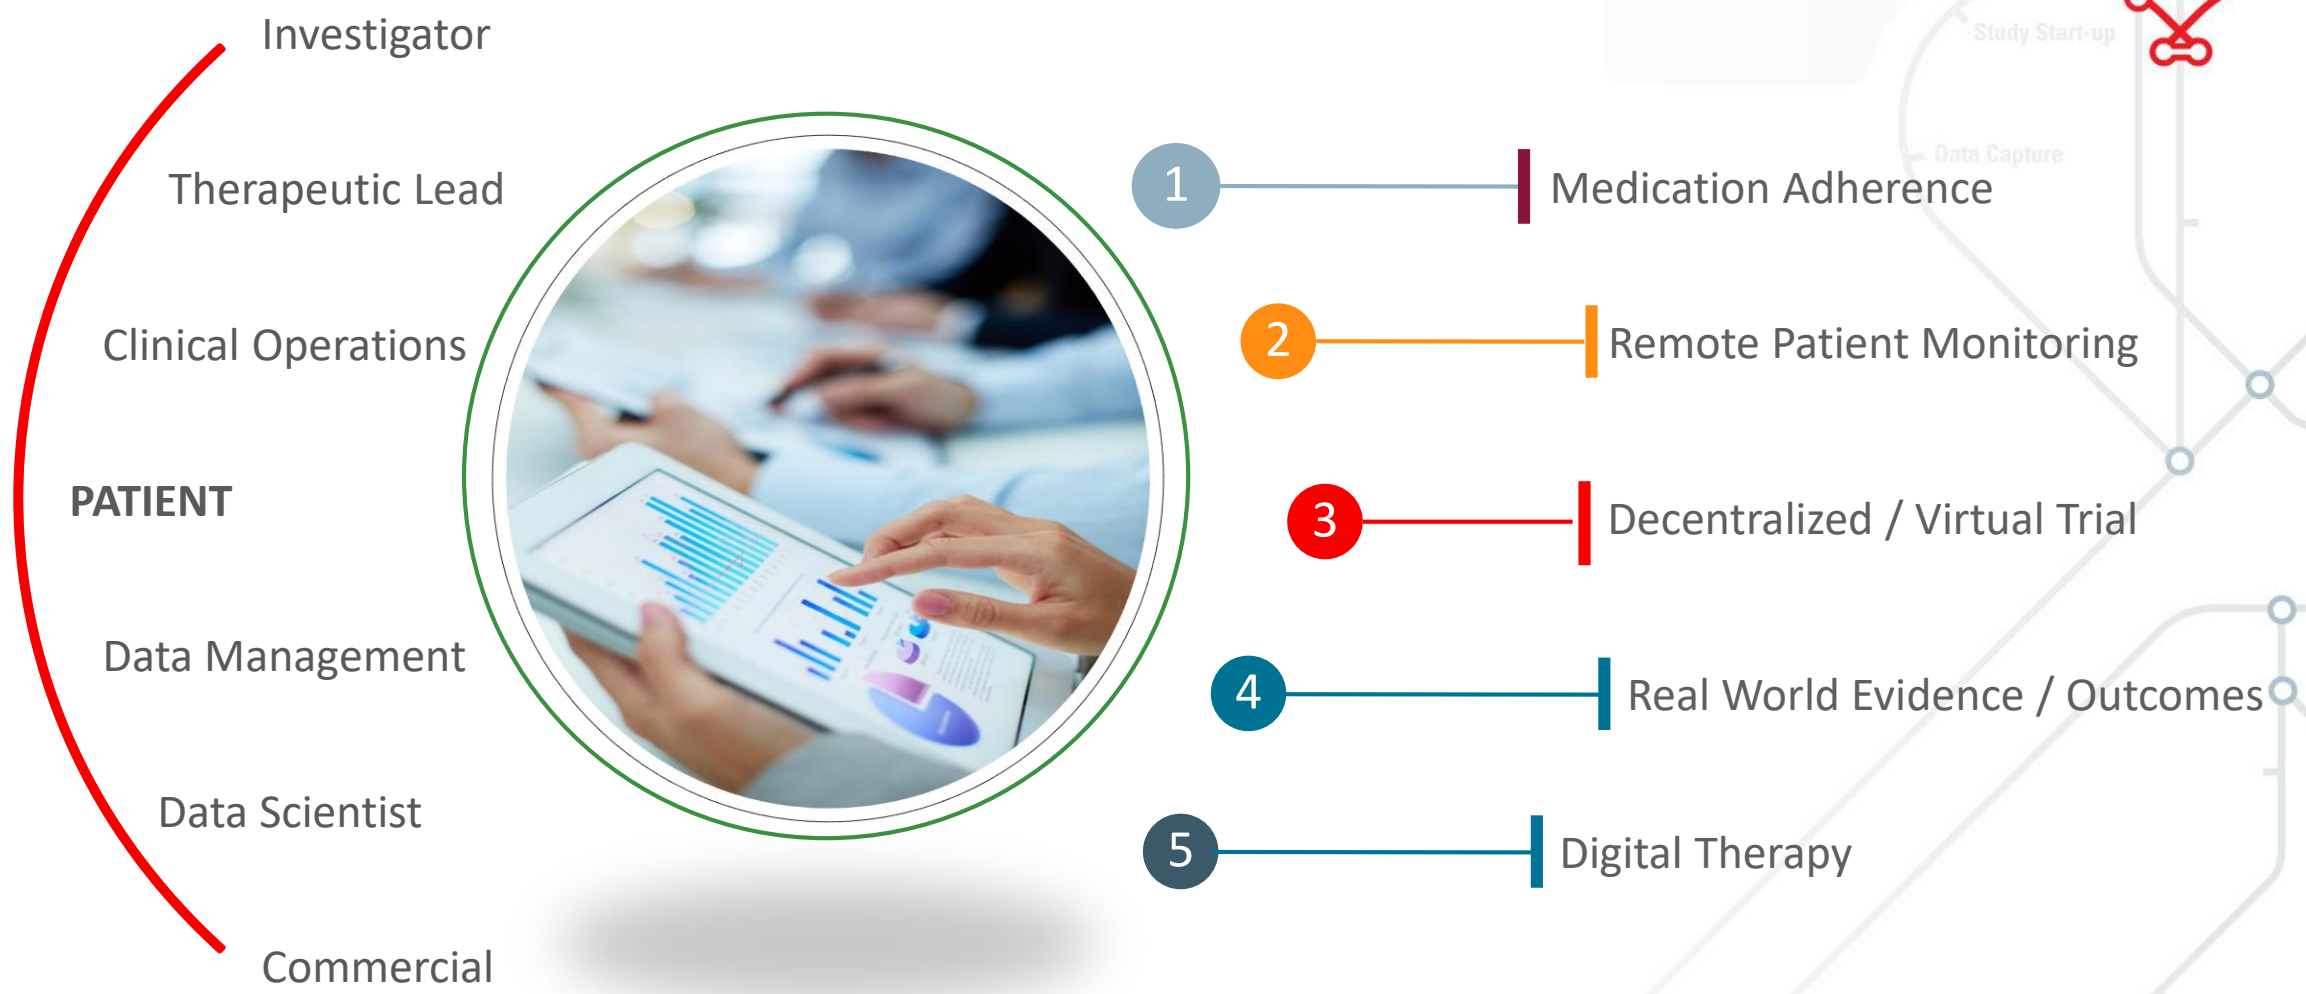 Investigator
Therapeutic Lead
Clinical Operations
PATIENT
Data Management
Data Scientist
Commercial
1 Medication Adherence
2 Remote Patient Monitoring
3 Decentralized / Virtual Trial
4 Real World Evidence / Outcomes
5 Digital Therapy
Study Start-up
Data Capture